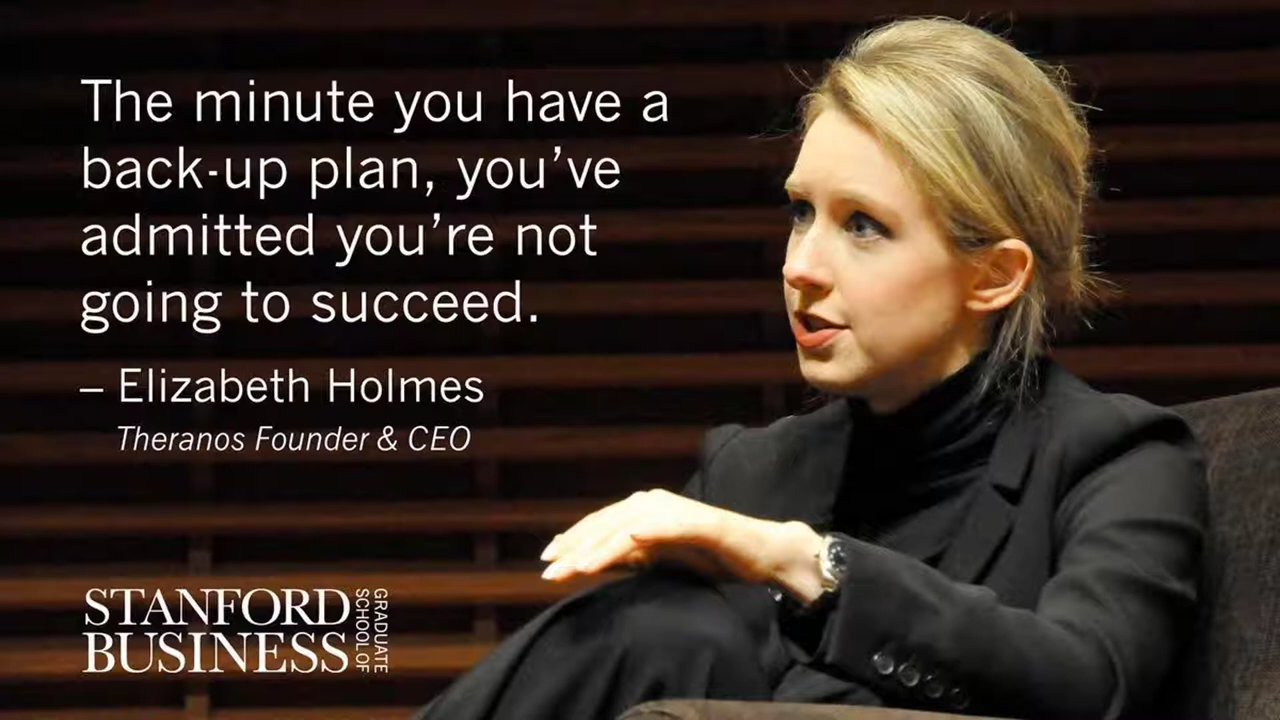 The minute you have a
back-up plan, you’ve
admitted you’re not
going to succeed.
– Elizabeth Holmes
Theranos Founder & CEO
STANFORD
BUSINESS
GRADUATE
SCHOOL OF